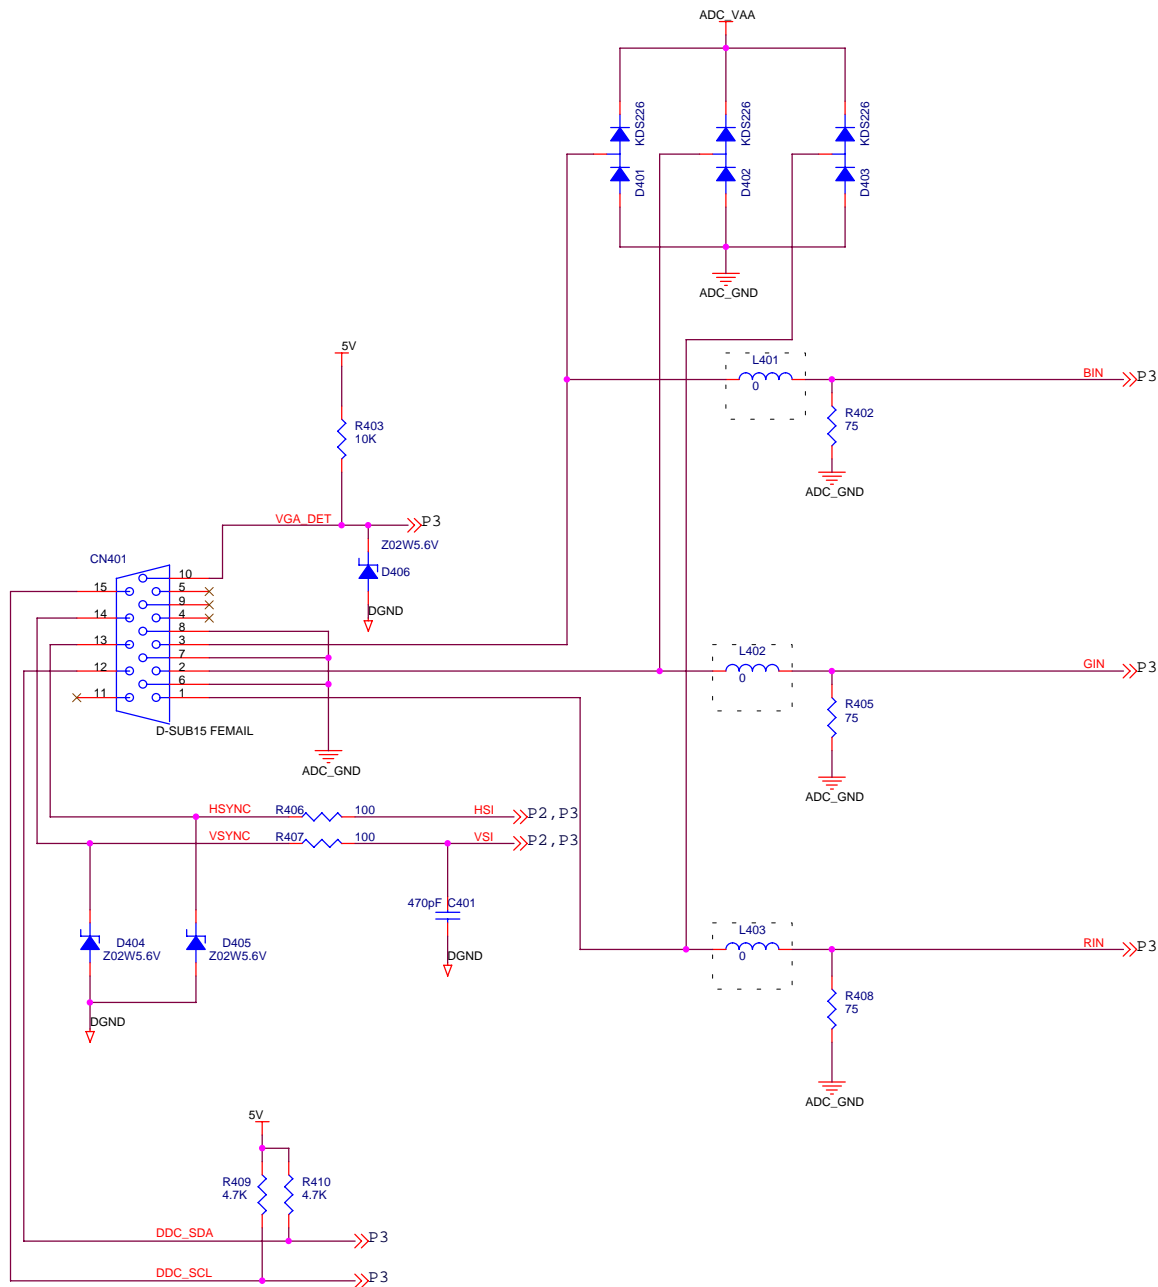 ADC_VAA
KDS226
KDS226
KDS226
D401
D402
D403
ADC_GND
5V
R403
10K
L401
0
BIN
P3
R402
75
ADC_GND
VGA_DET
P3
Z02W5.6V
D406
DGND
CN401
10
15
5
9
14
4
8
13
3
7
12
2
6
11
1
D-SUB15 FEMAIL
ADC_GND
L402
0
GIN
P3
R405
75
ADC_GND
HSYNC
R406
100
HSI
P2,P3
VSYNC
R407
100
VSI
P2,P3
470pF
C401
DGND
D404
Z02W5.6V
D405
Z02W5.6V
DGND
L403
0
RIN
P3
R408
75
ADC_GND
5V
R409
4.7K
R410
4.7K
DDC_SDA
P3
DDC_SCL
P3